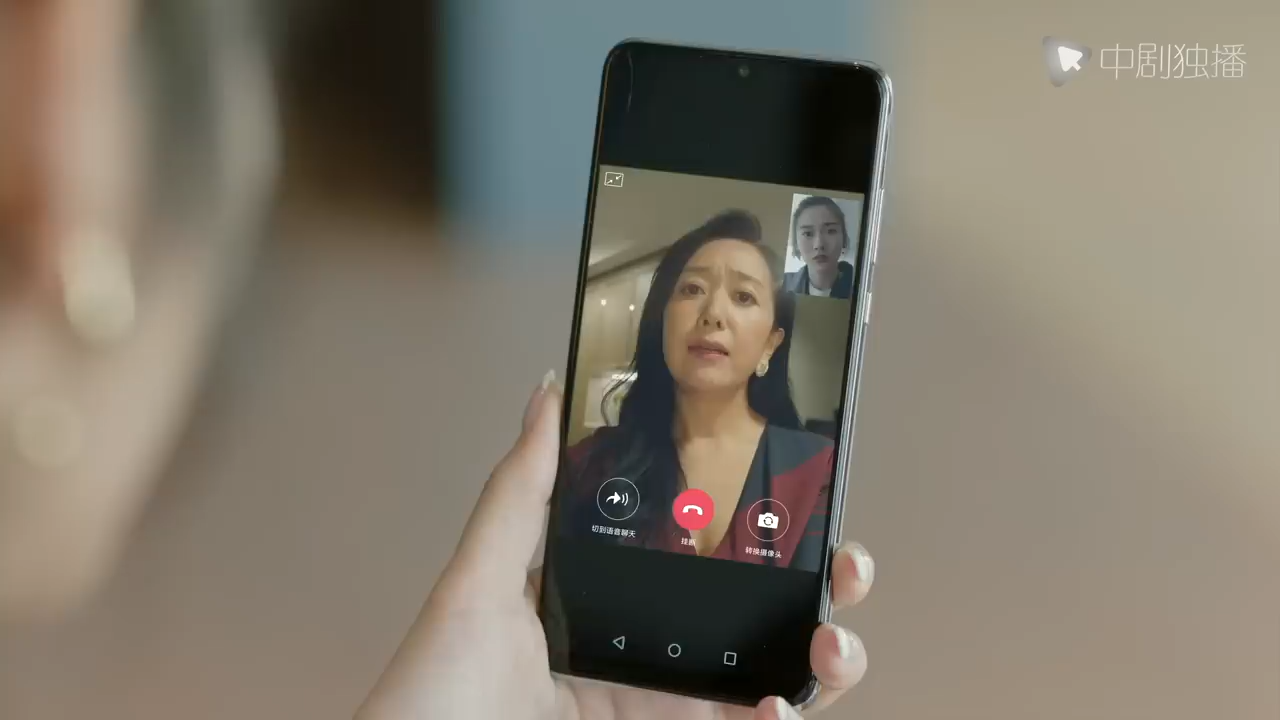 中剧独播
切到语音聊天
挂断
转换摄像头